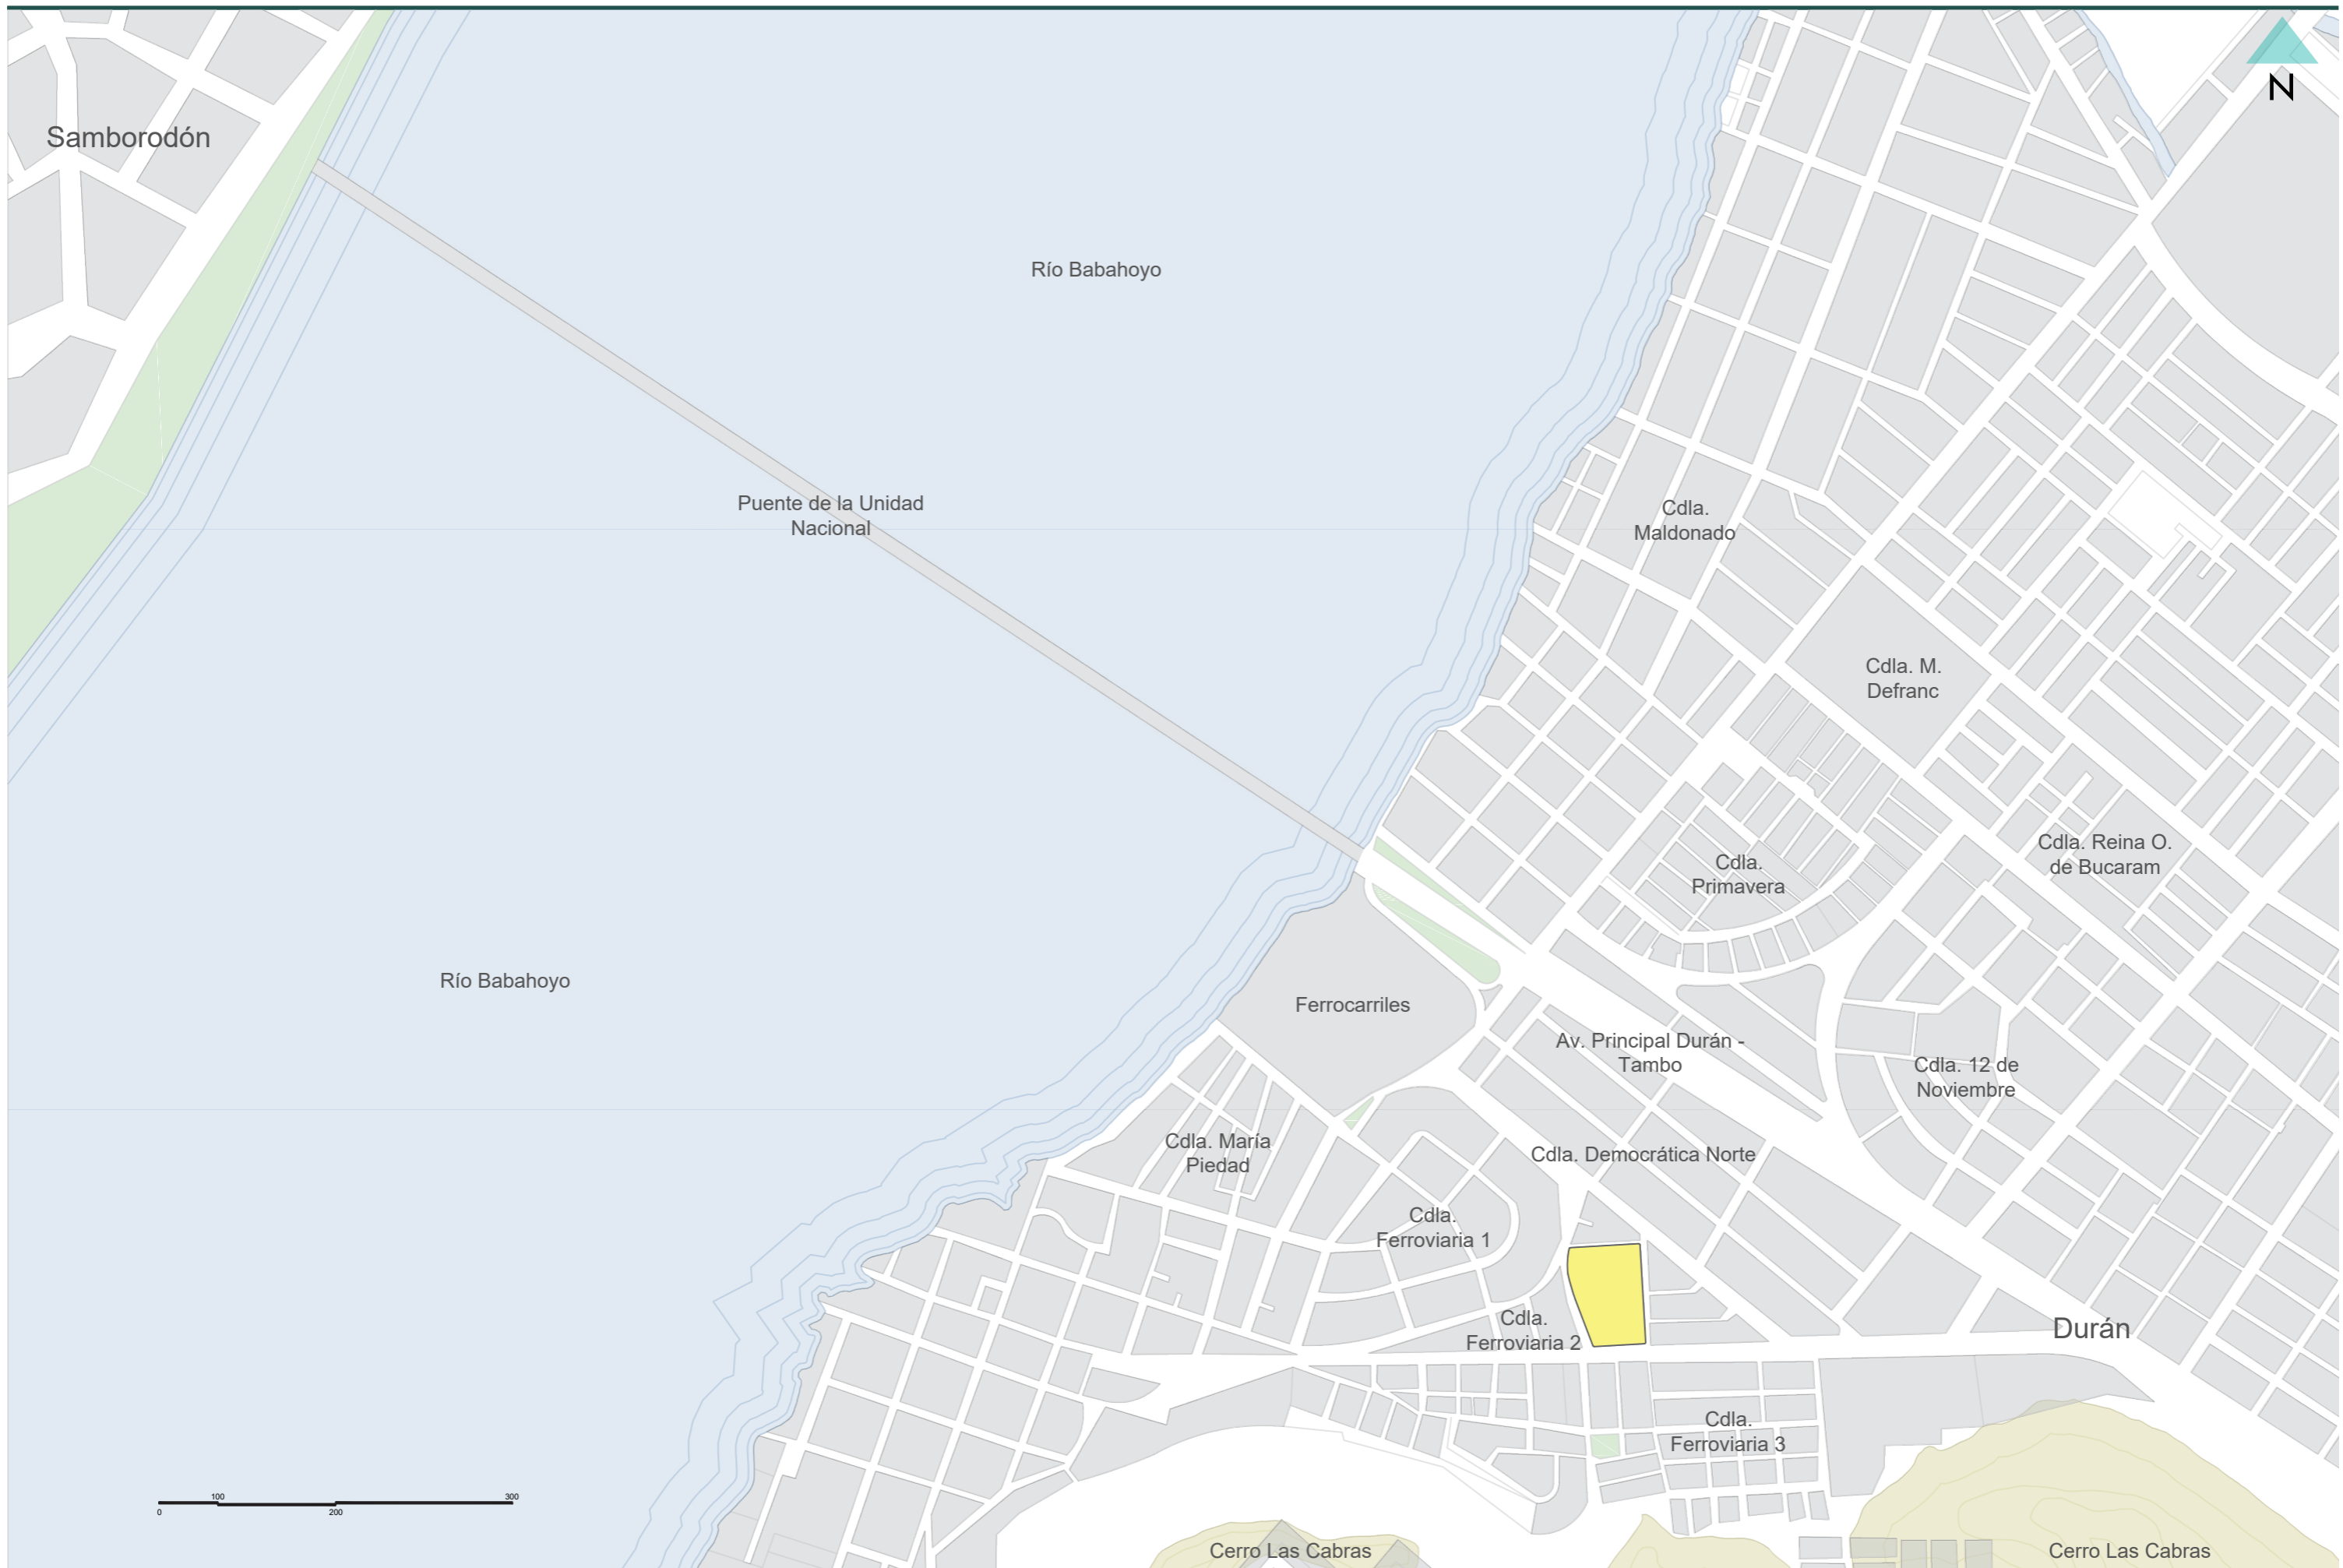 N
Samborodón
Río Babahoyo
Puente de la Unidad
Nacional
Cdla.
Maldonado
Cdla. M.
Defranc
Cdla. Reina O.
de Bucaram
Cdla.
Primavera
Río Babahoyo
Ferrocarriles
Av. Principal Durán -
Tambo
Cdla. 12 de
Noviembre
Cdla. María
Piedad
Cdla. Democrática Norte
Cdla.
Ferroviaria 1
Cdla.
Ferroviaria 2
Durán
Cdla.
Ferroviaria 3
100
300
0
200
Cerro Las Cabras
Cerro Las Cabras